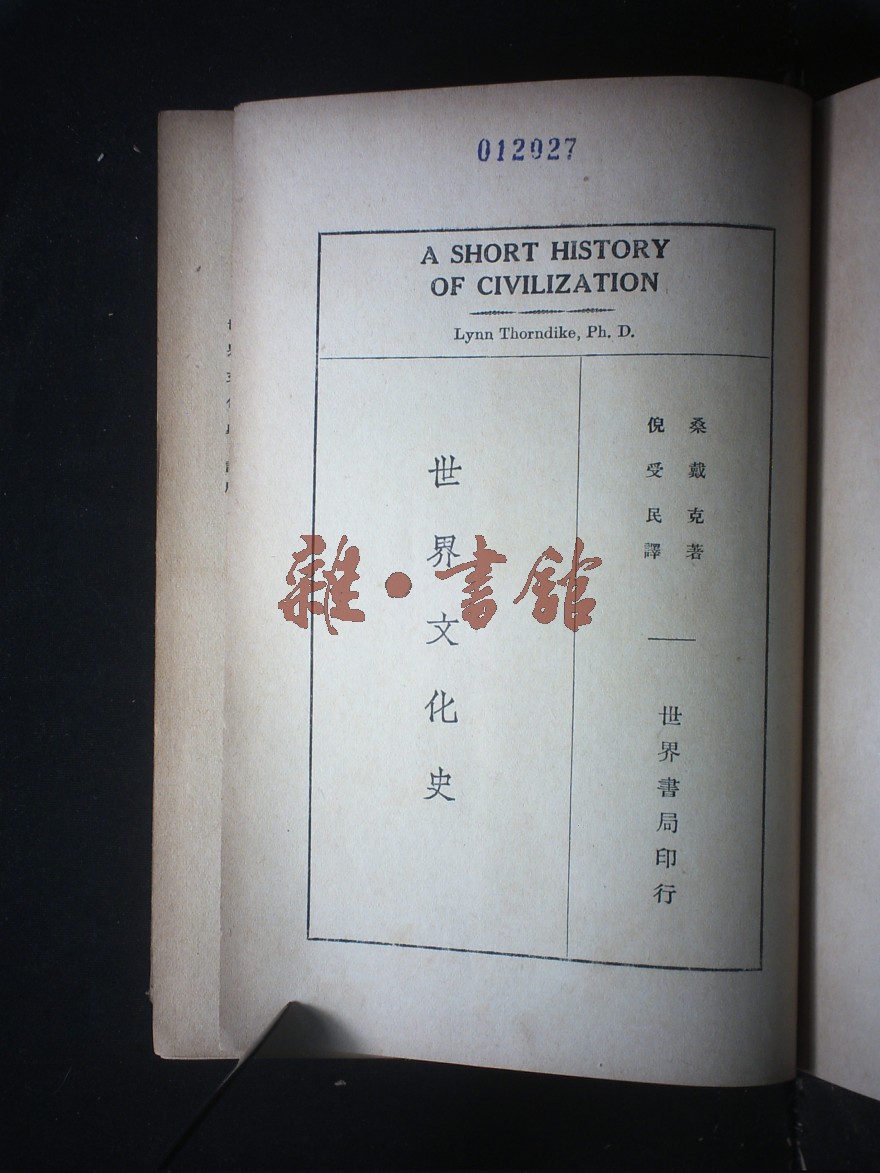 012927
A SHORT HISTORY
OF CIVILIZATION
Lynn Thorndike, Ph. D.
桑戴克著
倪受民譯
世界書局印行
世界文化史
雜·書館